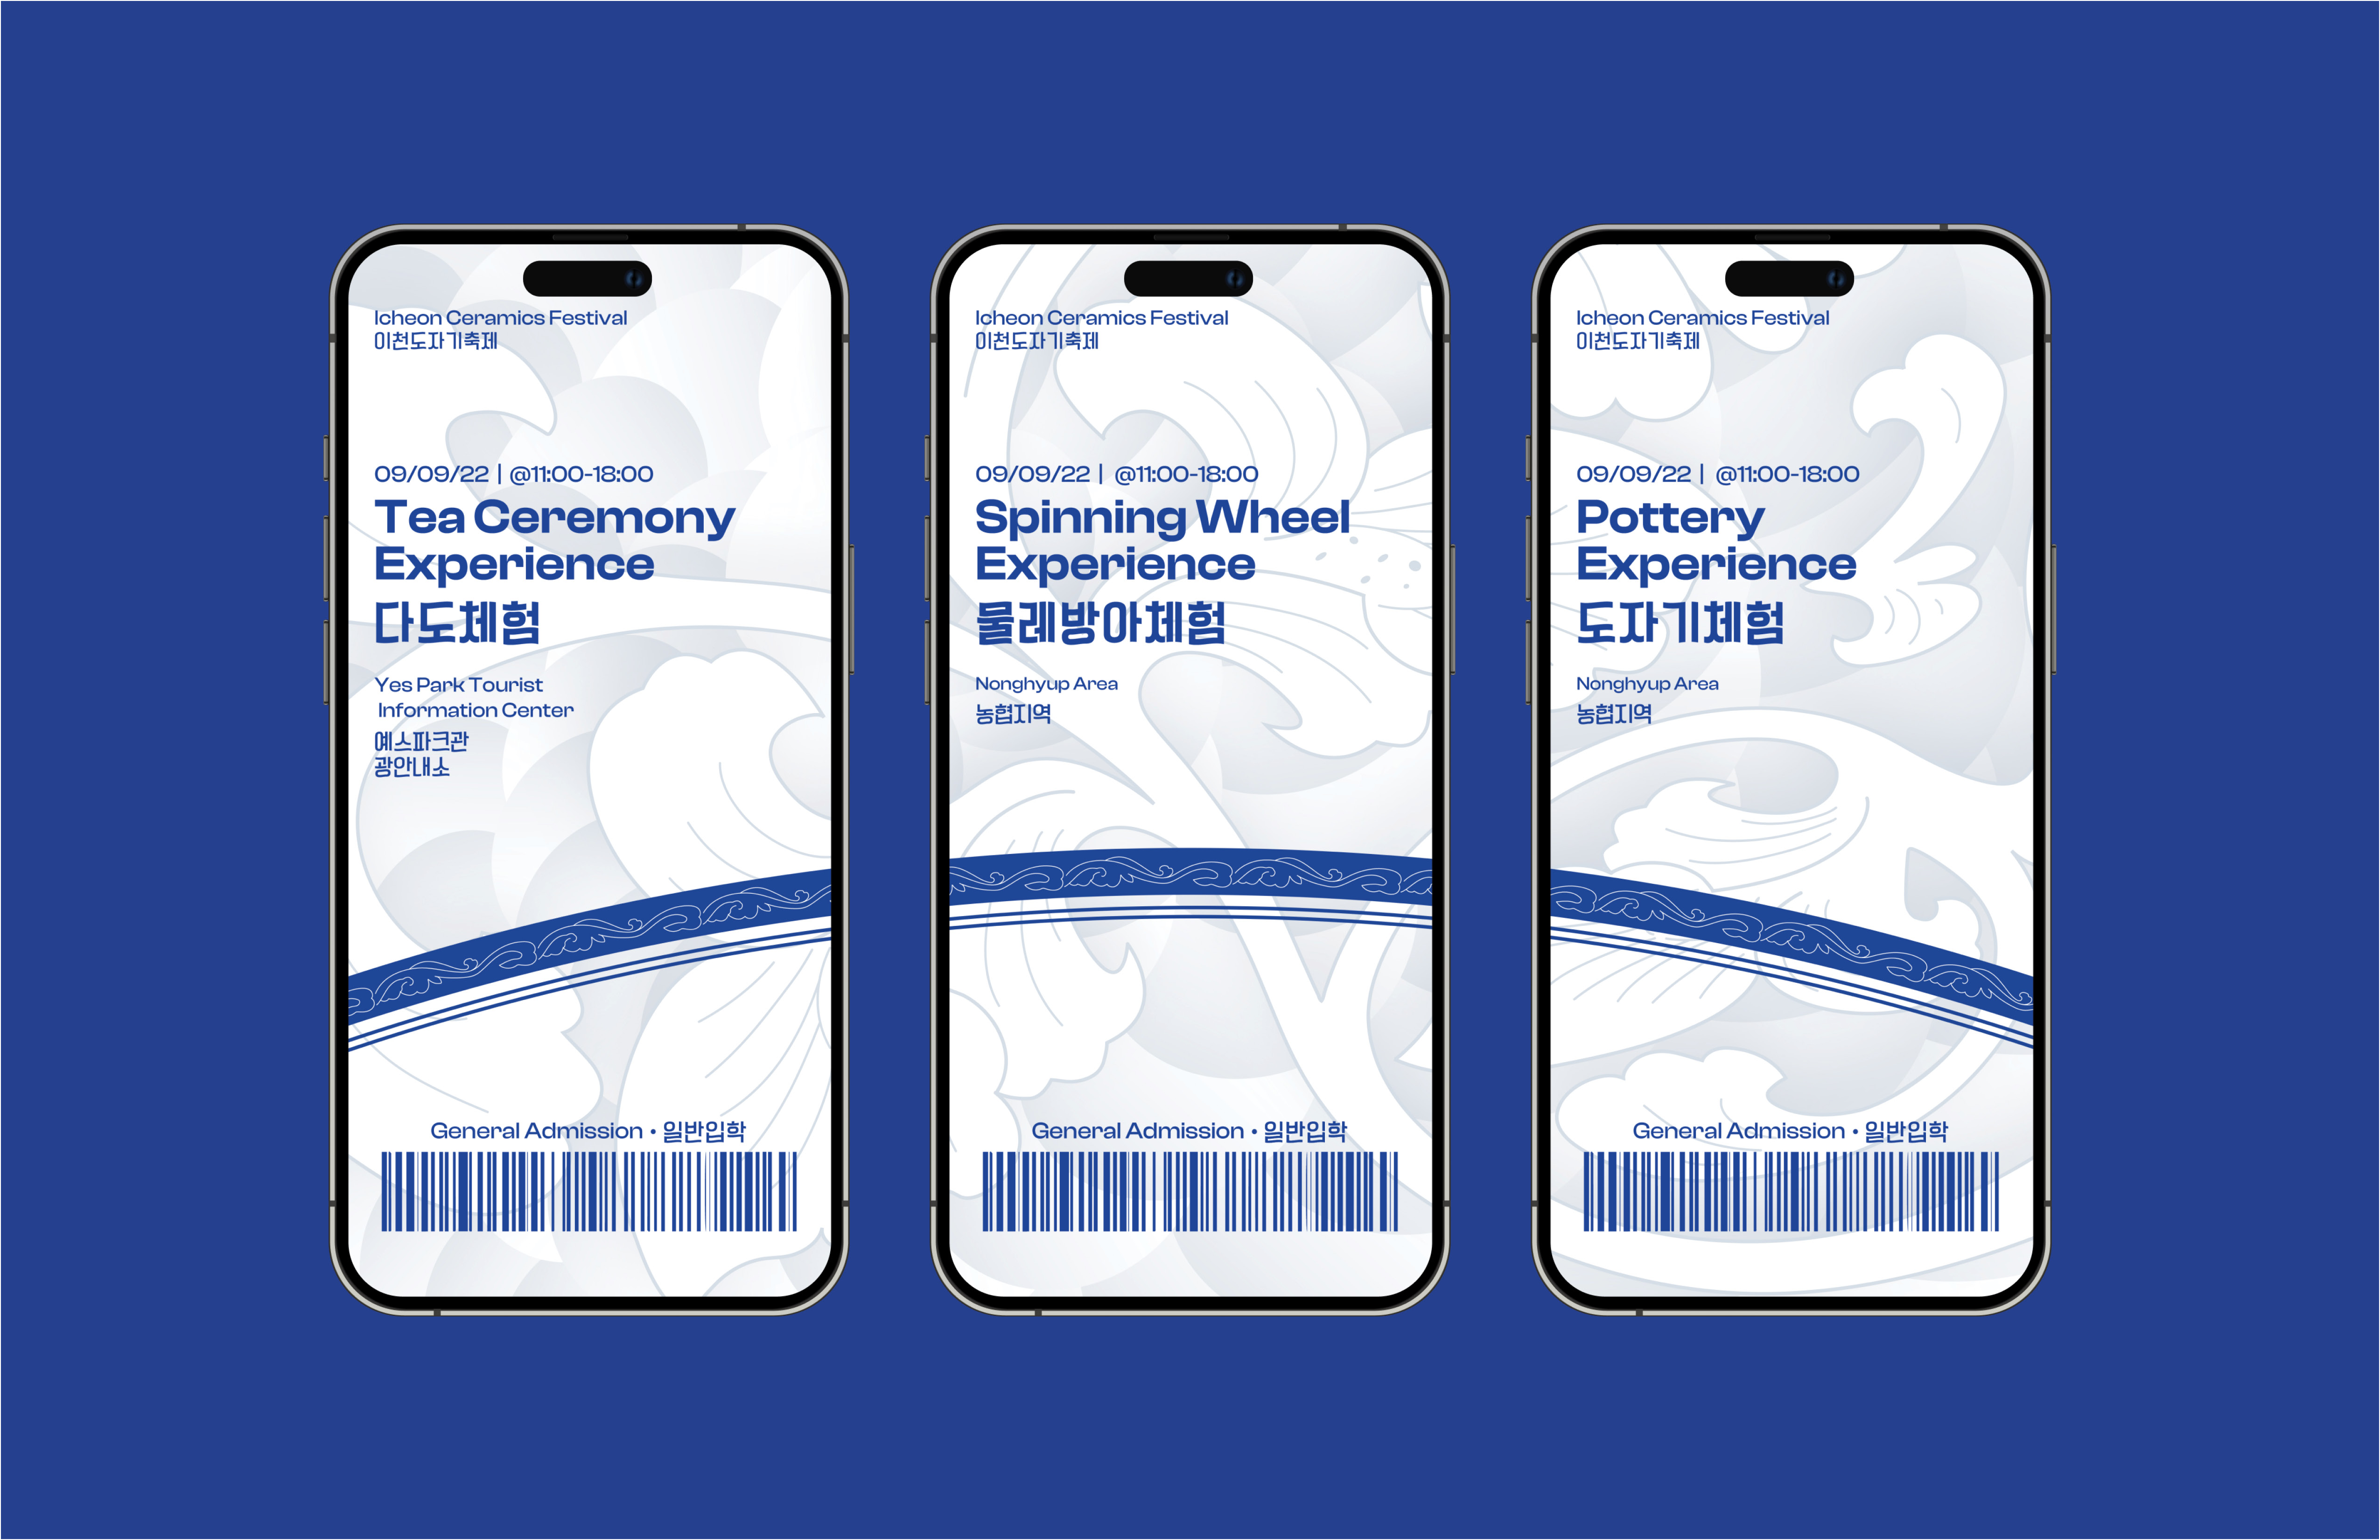 Icheon Ceramics Festival
이천도자기축제
09/09/22 | @11:00-18:00
Tea Ceremony
Experience
다도체험
Yes Park Tourist
Information Center
예스파크관
광안내소
General Admission • 일반입학
Icheon Ceramics Festival
이천도자기축제
09/09/22 | @11:00-18:00
Spinning Wheel
Experience
물레방아체험
Nonghyup Area
농협지역
General Admission • 일반입학
Icheon Ceramics Festival
이천도자기축제
09/09/22 | @11:00-18:00
Pottery
Experience
도자기체험
Nonghyup Area
농협지역
General Admission • 일반입학